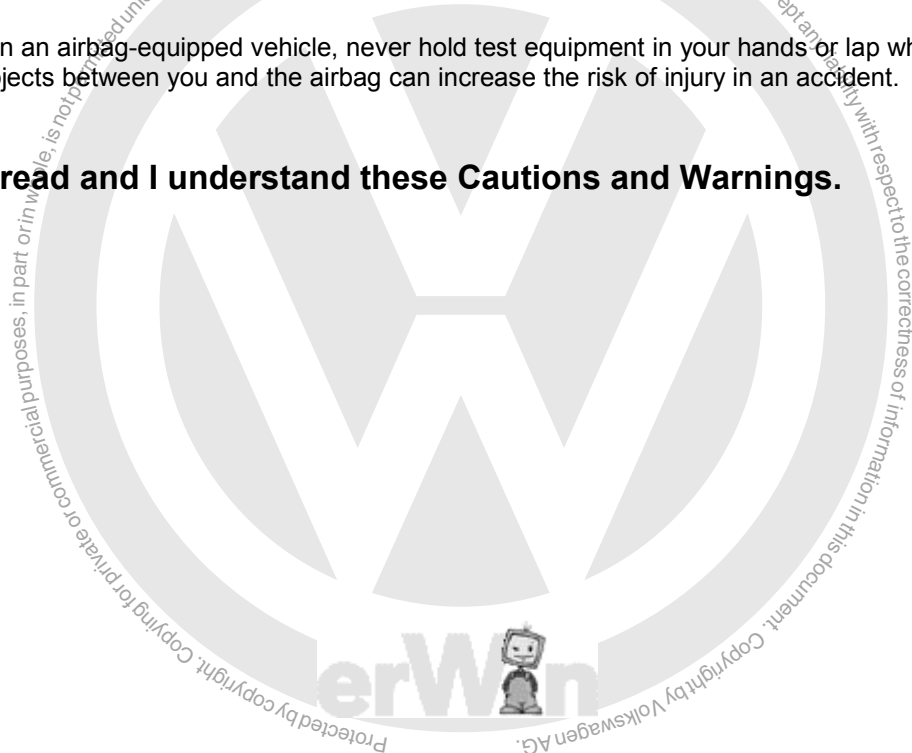 n an airbag-equipped vehicle, never hold test equipment in your hands or lap wh
jects between you and the airbag can increase the risk of injury in an accident.
read and I understand these Cautions and Warnings.
Protected by copyright. Copying for private or commercial purposes, in part or in whole, is not permitted un
ept any
ity with respect to the correctness of information in this document. Copyright by Volkswagen AG.
erWin